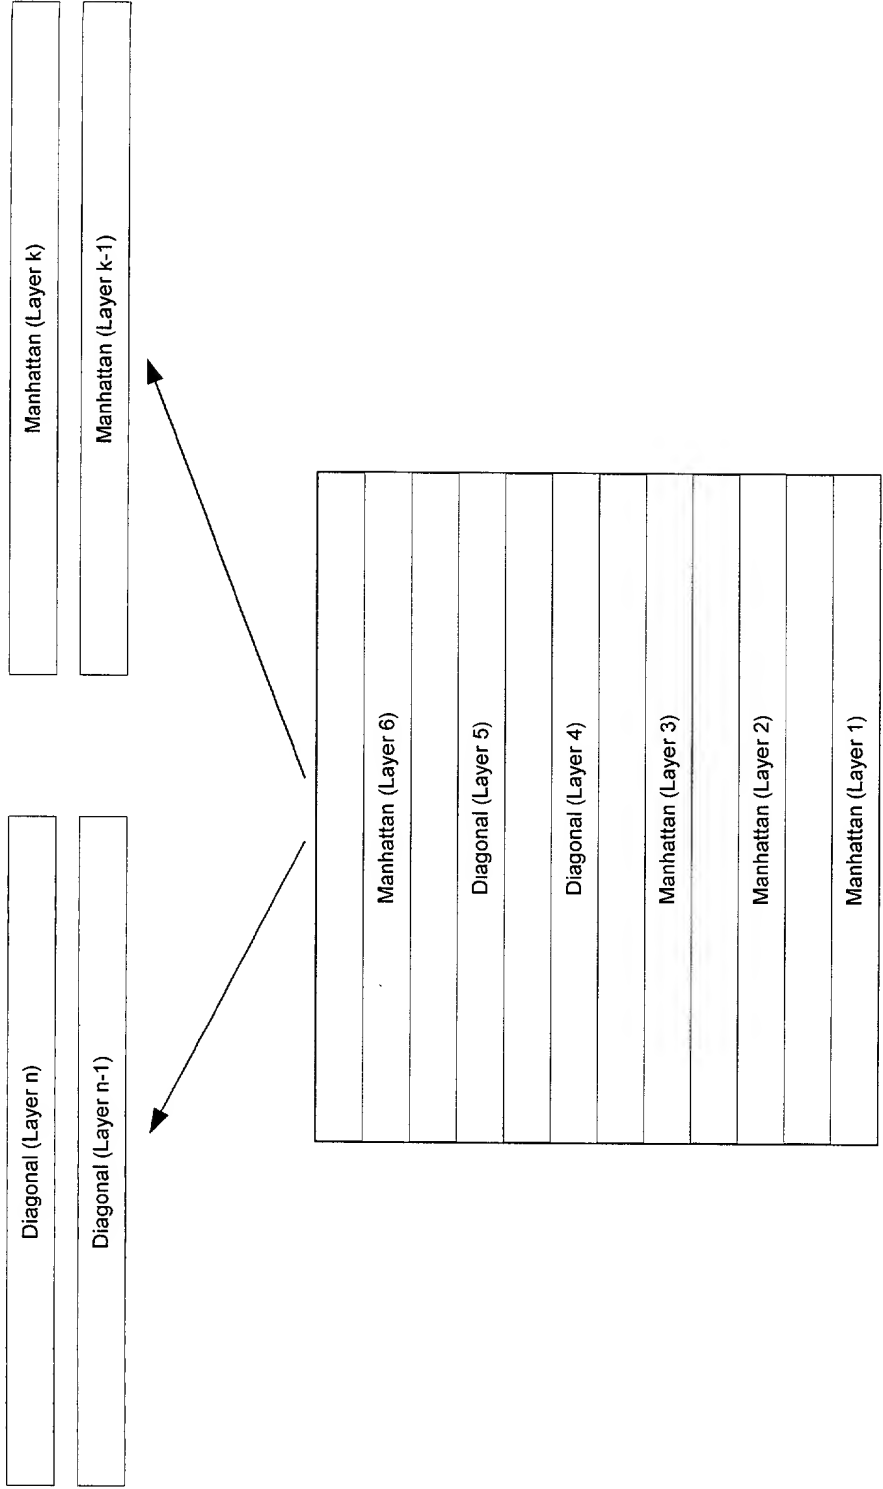 Diagonal (Layer n)
Diagonal (Layer n-1)
Manhattan (Layer k)
Manhattan (Layer k-1)
Manhattan (Layer 6)
Diagonal (Layer 5)
Diagonal (Layer 4)
Manhattan (Layer 3)
Manhattan (Layer 2)
Manhattan (Layer 1)